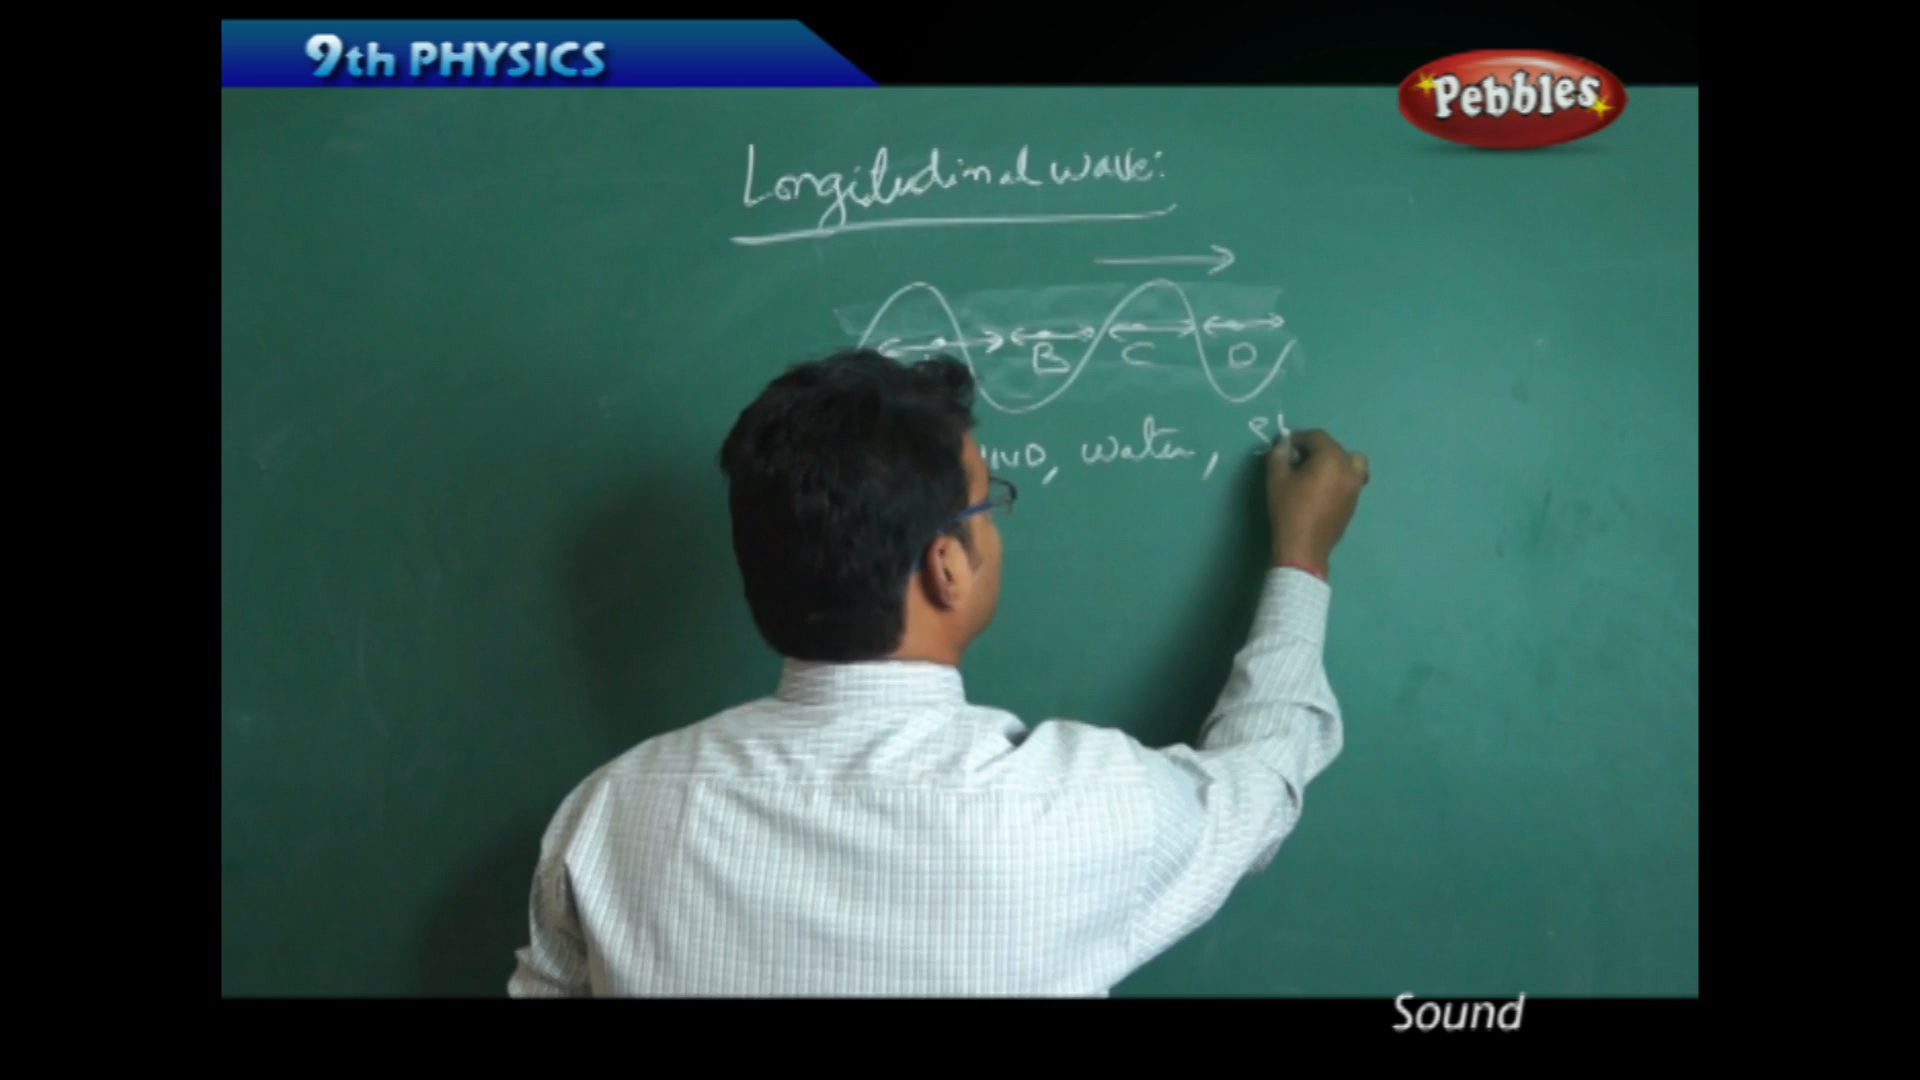 9th PHYSICS
Pebbles
Longitudinal wave:
B C D
water,
Sound